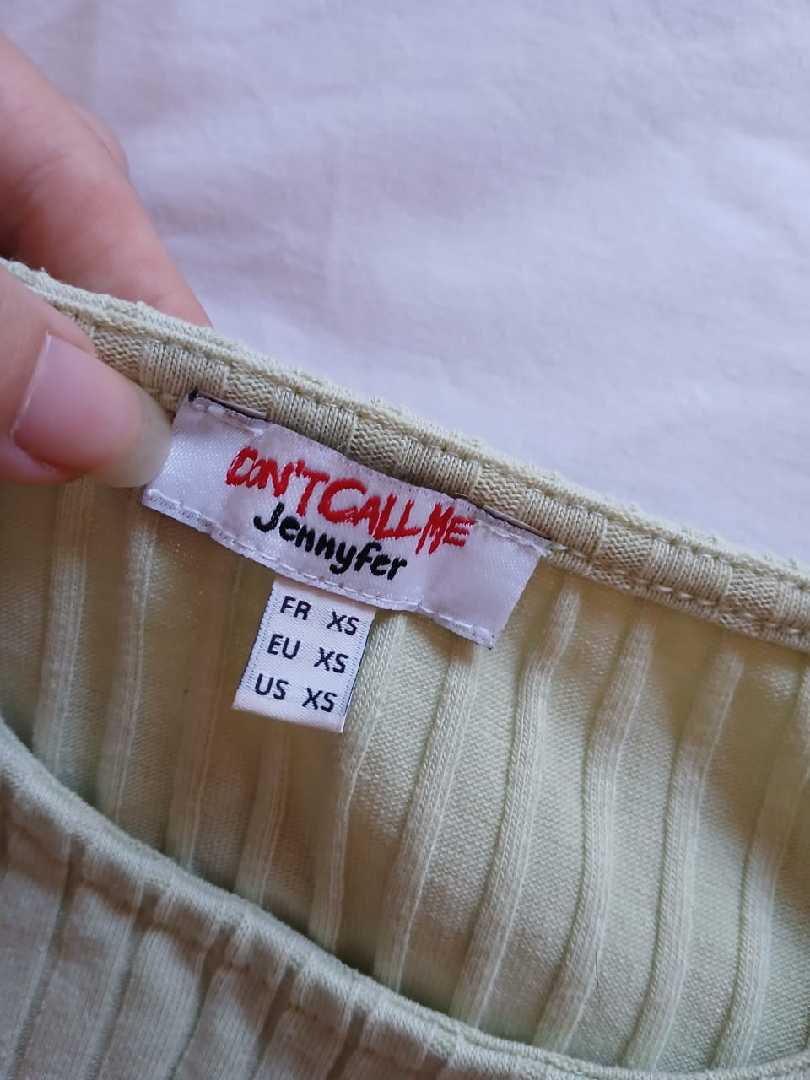 DON'T CALL ME
Jennyfer
FR XS
EU XS
US XS